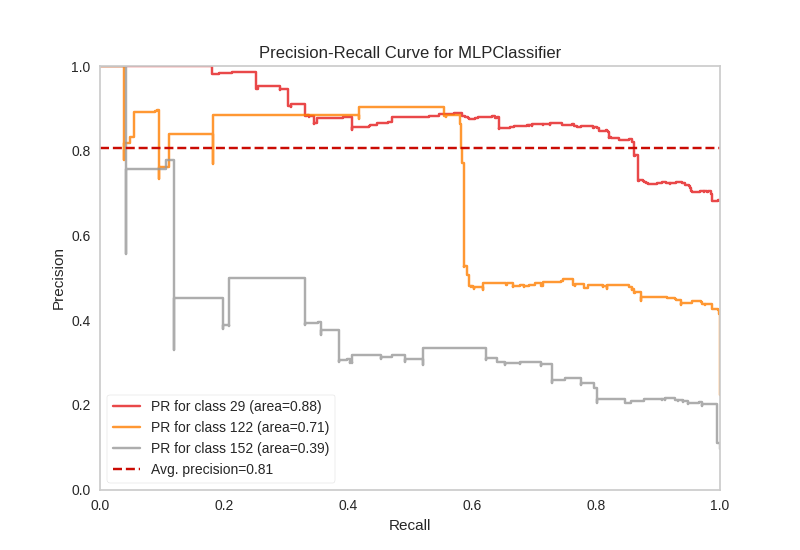 Precision-Recall Curve for MLPClassifier
1.0
0.8
0.6
0.4
0.2
0.0
Precision
PR for class 29 (area=0.88)
PR for class 122 (area=0.71)
PR for class 152 (area=0.39)
Avg. precision=0.81
0.0 0.2 0.4 0.6 0.8 1.0
Recall